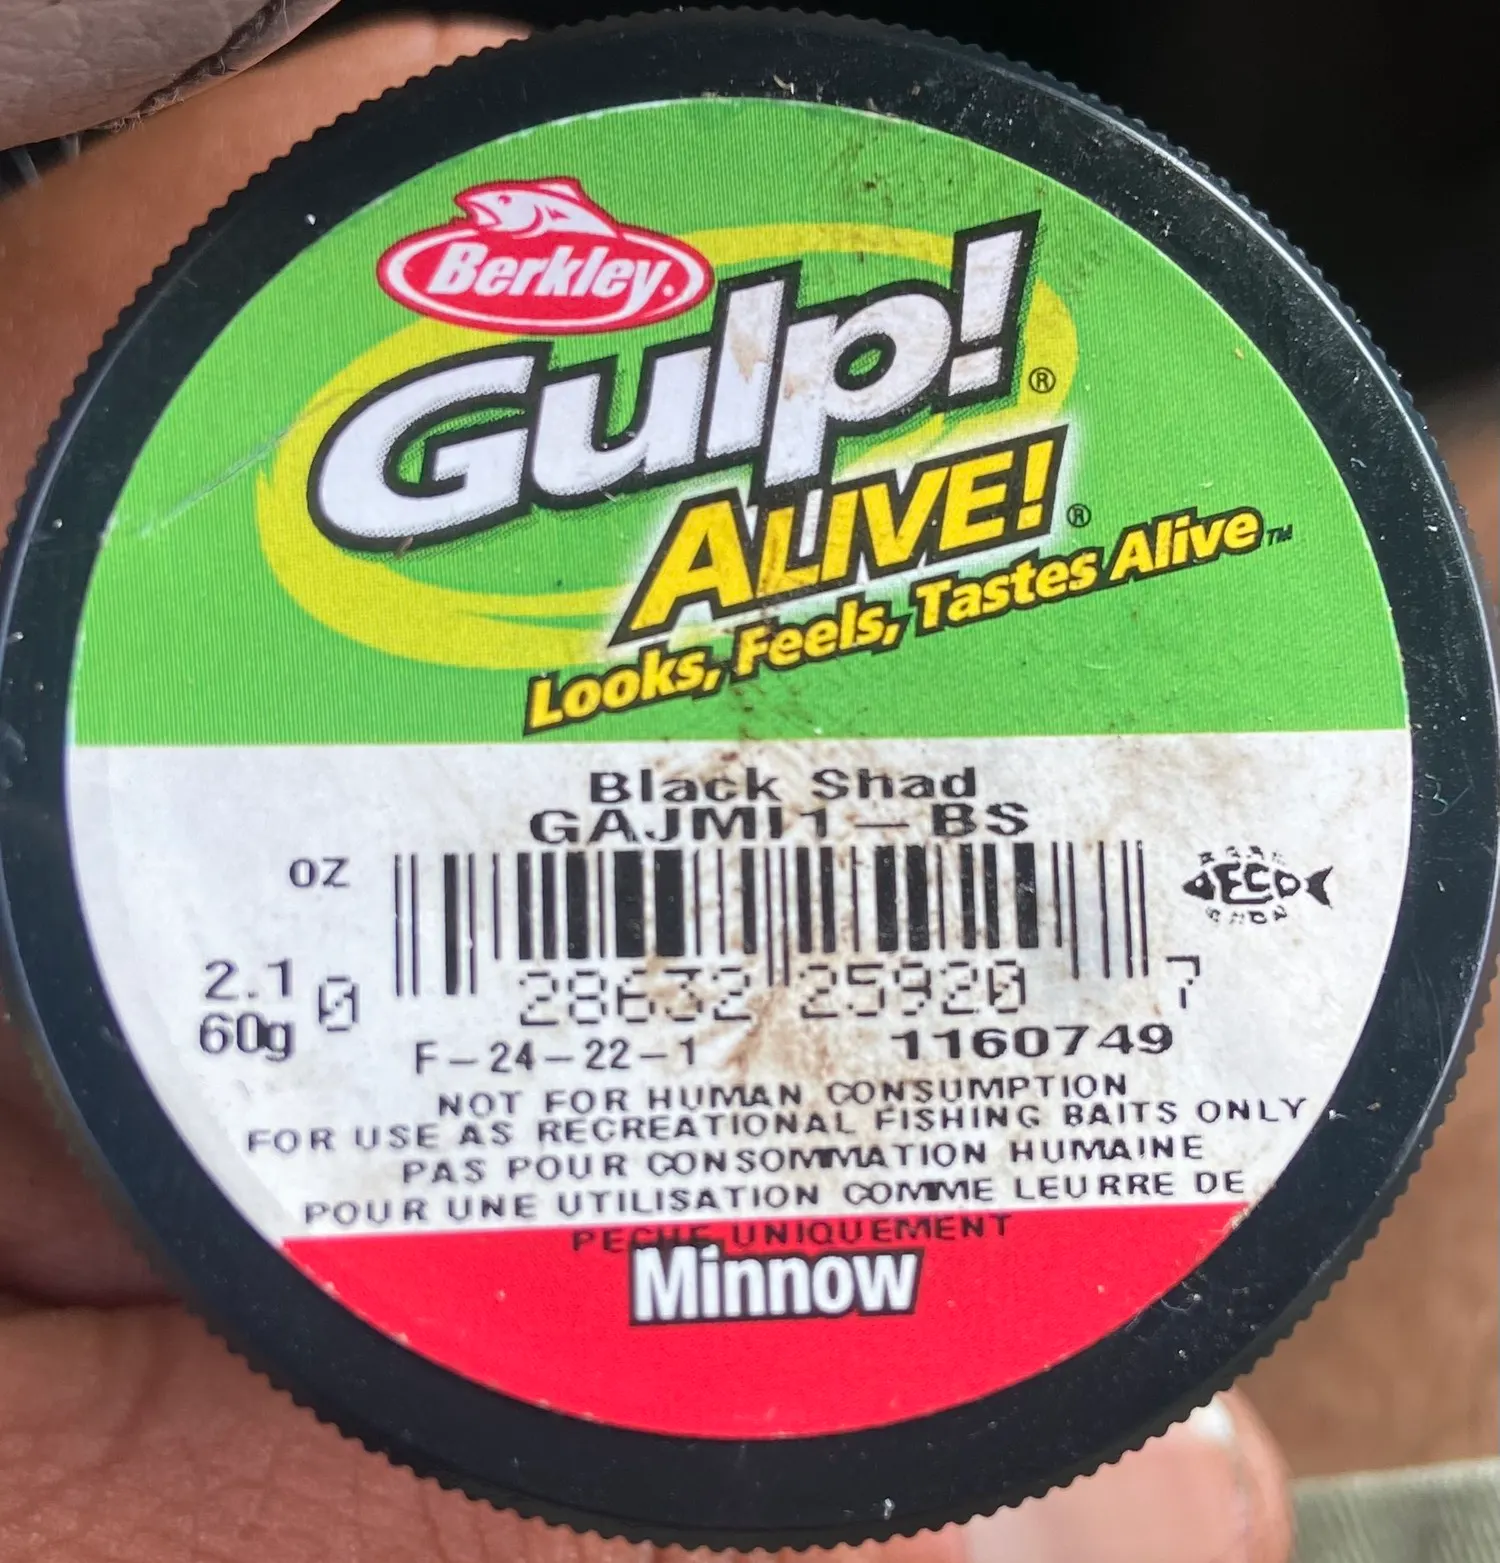 Berkley®
Gulp!®
ALIVE!®
Looks, Feels, Tastes Alive™
Black Shad
GAJMI1-BS
OZ
ECO
2.1
60g
0 28632 25920 7
F-24-22-1
1160749
NOT FOR HUMAN CONSUMPTION
FOR USE AS RECREATIONAL FISHING BAITS ONLY
PAS POUR CONSOMMATION HUMAINE
POUR UNE UTILISATION COMME LEURRE DE
PECHE UNIQUEMENT
Minnow